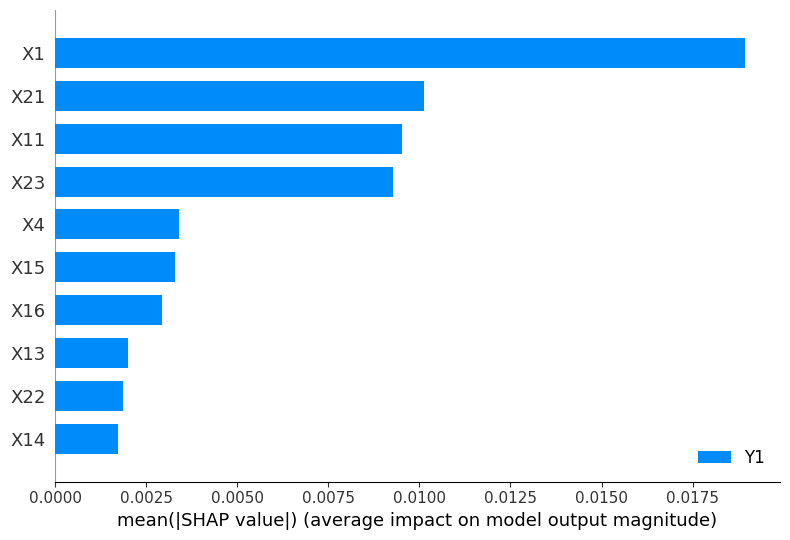 X1
X21
X11
X23
X4
X15
X16
X13
X22
X14
Y1
0.0000 0.0025 0.0050 0.0075 0.0100 0.0125 0.0150 0.0175
mean(|SHAP value|) (average impact on model output magnitude)